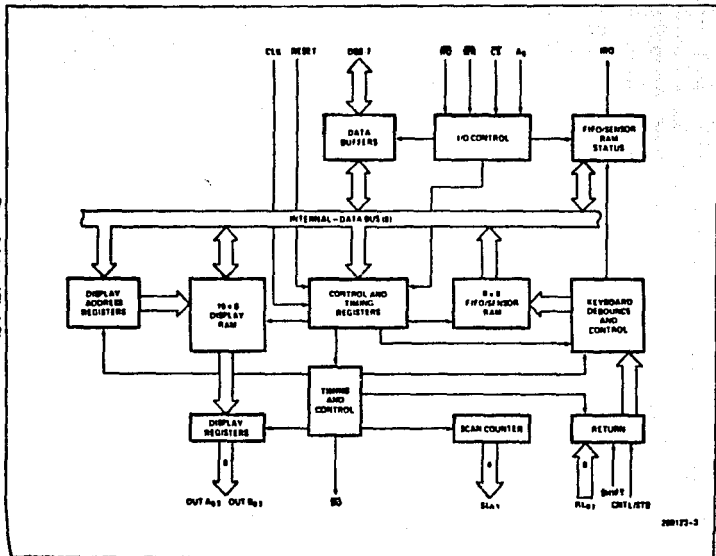 CLK RESET DB0-7 RD WR CS A0 IRQ
DATA
BUFFERS
I/O CONTROL
FIFO/SENSOR
RAM
STATUS
INTERNAL-DATA BUS (8)
DISPLAY
ADDRESS
REGISTERS
16 × 8
DISPLAY
RAM
CONTROL AND
TIMING
REGISTERS
8 × 8
FIFO/SENSOR
RAM
KEYBOARD
DEBOUNCE
AND
CONTROL
TIMING
AND
CONTROL
DISPLAY
REGISTERS
SCAN COUNTER
RETURN
8 4 8
OUT A0-3 OUT B0-3 BD SL0-3 RL0-7 SHIFT
CNTL/STB
290123-3